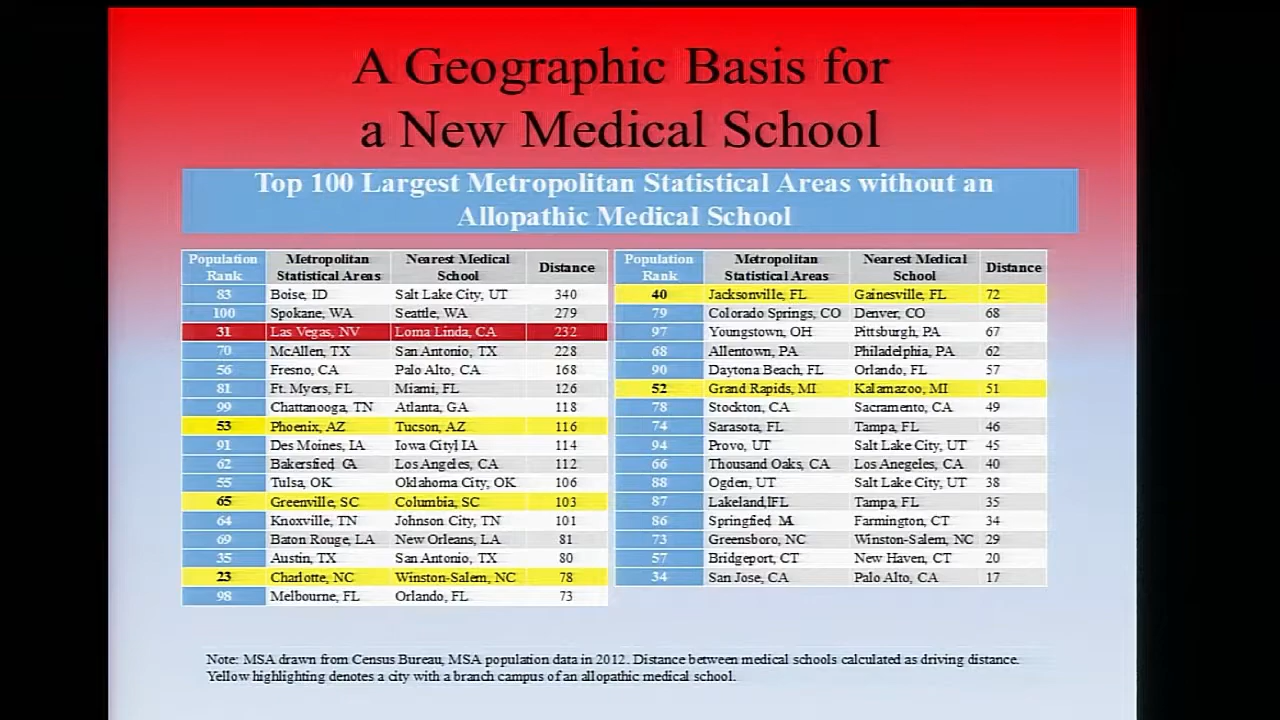 A Geographic Basis for
a New Medical School
Top 100 Largest Metropolitan Statistical Areas without an
Allopathic Medical School
Population Rank Metropolitan Statistical Areas Nearest Medical School Distance
83 Boise, ID Salt Lake City, UT 340
100 Spokane, WA Seattle, WA 279
31 Las Vegas, NV Loma Linda, CA 232
70 McAllen, TX San Antonio, TX 228
56 Fresno, CA Palo Alto, CA 168
81 Ft. Myers, FL Miami, FL 126
99 Chattanooga, TN Atlanta, GA 118
53 Phoenix, AZ Tucson, AZ 116
91 Des Moines, IA Iowa City, IA 114
62 Bakersfied, CA Los Angeles, CA 112
55 Tulsa, OK Oklahoma City, OK 106
65 Greenville, SC Columbia, SC 103
64 Knoxville, TN Johnson City, TN 101
69 Baton Rouge, LA New Orleans, LA 81
35 Austin, TX San Antonio, TX 80
23 Charlotte, NC Winston-Salem, NC 78
98 Melbourne, FL Orlando, FL 73
Population Rank Metropolitan Statistical Areas Nearest Medical School Distance
40 Jacksonville, FL Gainesville, FL 72
79 Colorado Springs, CO Denver, CO 68
97 Youngstown, OH Pittsburgh, PA 67
68 Allentown, PA Philadelphia, PA 62
90 Daytona Beach, FL Orlando, FL 57
52 Grand Rapids, MI Kalamazoo, MI 51
78 Stockton, CA Sacramento, CA 49
74 Sarasota, FL Tampa, FL 46
94 Provo, UT Salt Lake City, UT 45
66 Thousand Oaks, CA Los Angeles, CA 40
88 Ogden, UT Salt Lake City, UT 38
87 Lakeland, FL Tampa, FL 35
86 Springfied, MA Farmington, CT 34
73 Greensboro, NC Winston-Salem, NC 29
57 Bridgeport, CT New Haven, CT 20
34 San Jose, CA Palo Alto, CA 17
Note: MSA drawn from Census Bureau, MSA population data in 2012. Distance between medical schools calculated as driving distance.
Yellow highlighting denotes a city with a branch campus of an allopathic medical school.